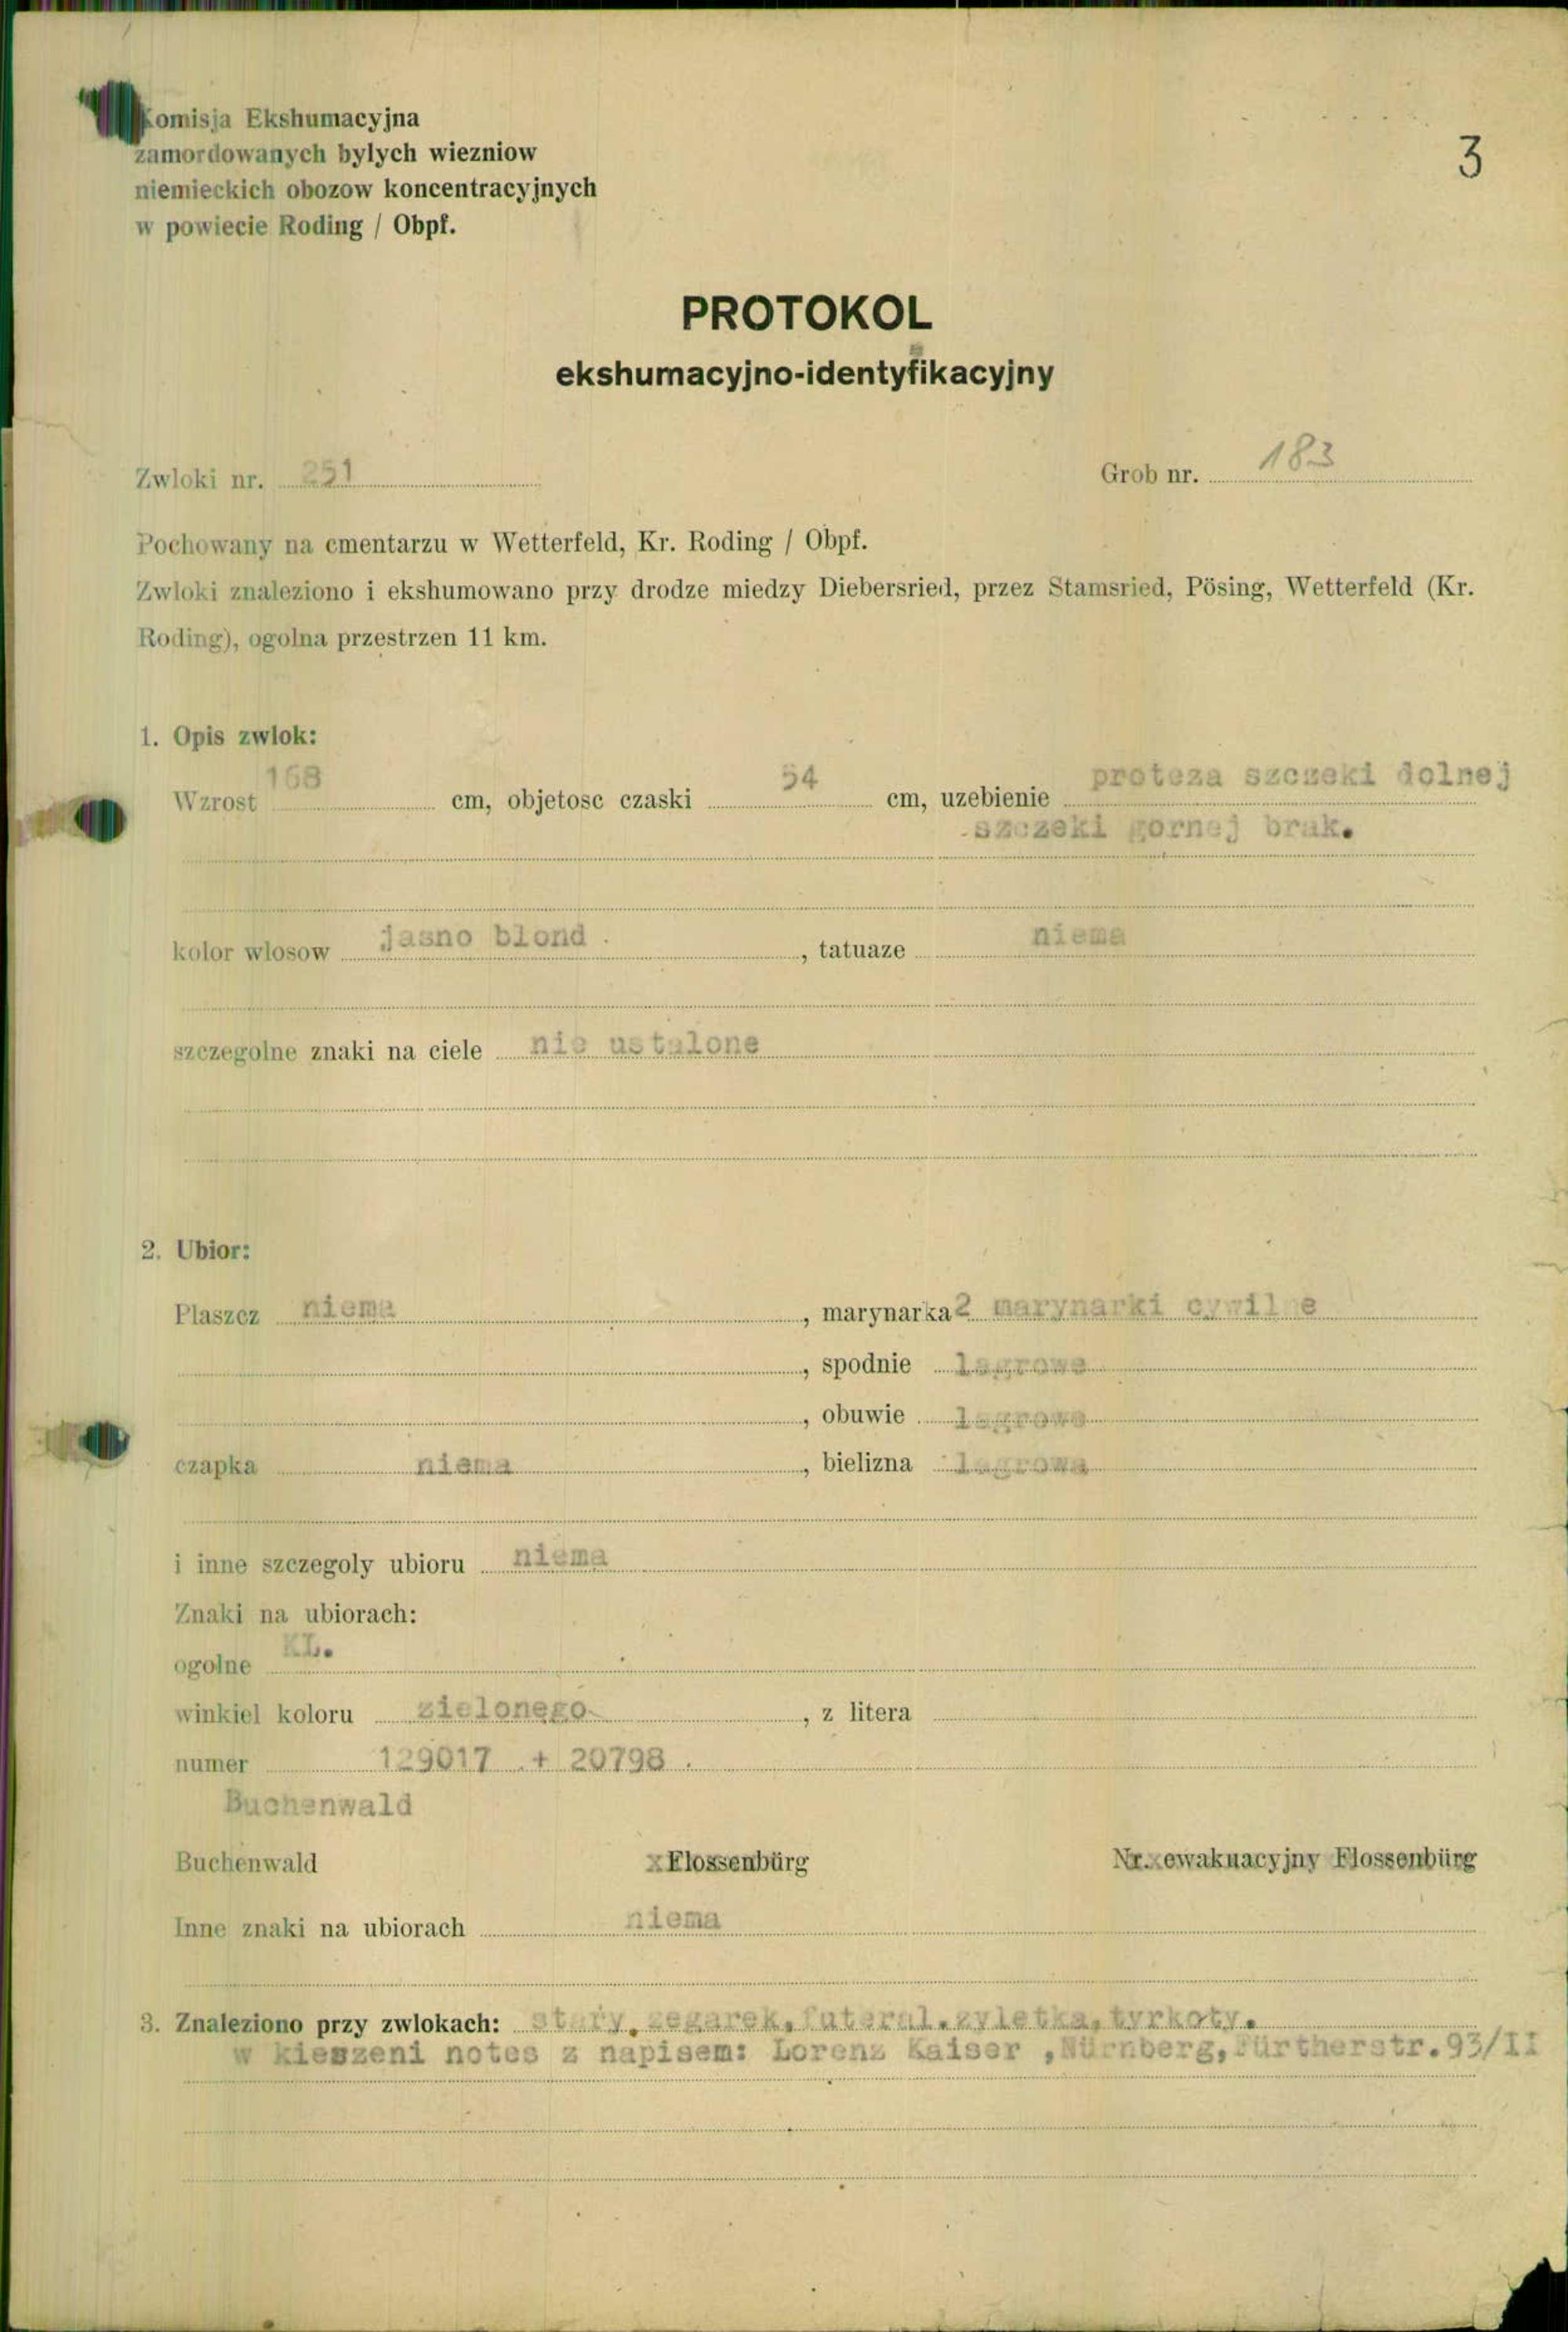 Komisja Ekshumacyjna
zamordowanych bylych wiezniow
niemieckich obozow koncentracyjnych
w powiecie Roding / Obpf.
3
PROTOKOL
ekshumacyjno-identyfikacyjny
Zwloki nr. 251 Grob nr. 183
Pochowany na cmentarzu w Wetterfeld, Kr. Roding / Obpf.
Zwloki znaleziono i ekshumowano przy drodze miedzy Diebersried, przez Stamsried, Pösing, Wetterfeld (Kr.
Roding), ogolna przestrzen 11 km.
1. Opis zwlok:
Wzrost 168 cm, objetosc czaski 54 cm, uzebienie proteza szczeki dolnej
szczeki gornej brak.
kolor wlosow jasno blond , tatuaze niema
szczegolne znaki na ciele nie ustalone
2. Ubior:
Plaszcz niema , marynarka 2 marynarki cywilne
, spodnie lagrowe
, obuwie lagrowe
czapka niema , bielizna lagrowa
i inne szczegoly ubioru niema
Znaki na ubiorach:
ogolne KL.
winkiel koloru zielonego , z litera
numer 129017 + 20798 .
Buchenwald
Buchenwald Flossenbürg Nr. ewakuacyjny Flossenbürg
Inne znaki na ubiorach niema
3. Znaleziono przy zwlokach: stary, zegarek, futeral, zyletka, tyrkoty.
w kieszeni notes z napisem: Lorenz Kaiser , Nürnberg, Fürtherstr. 93/II